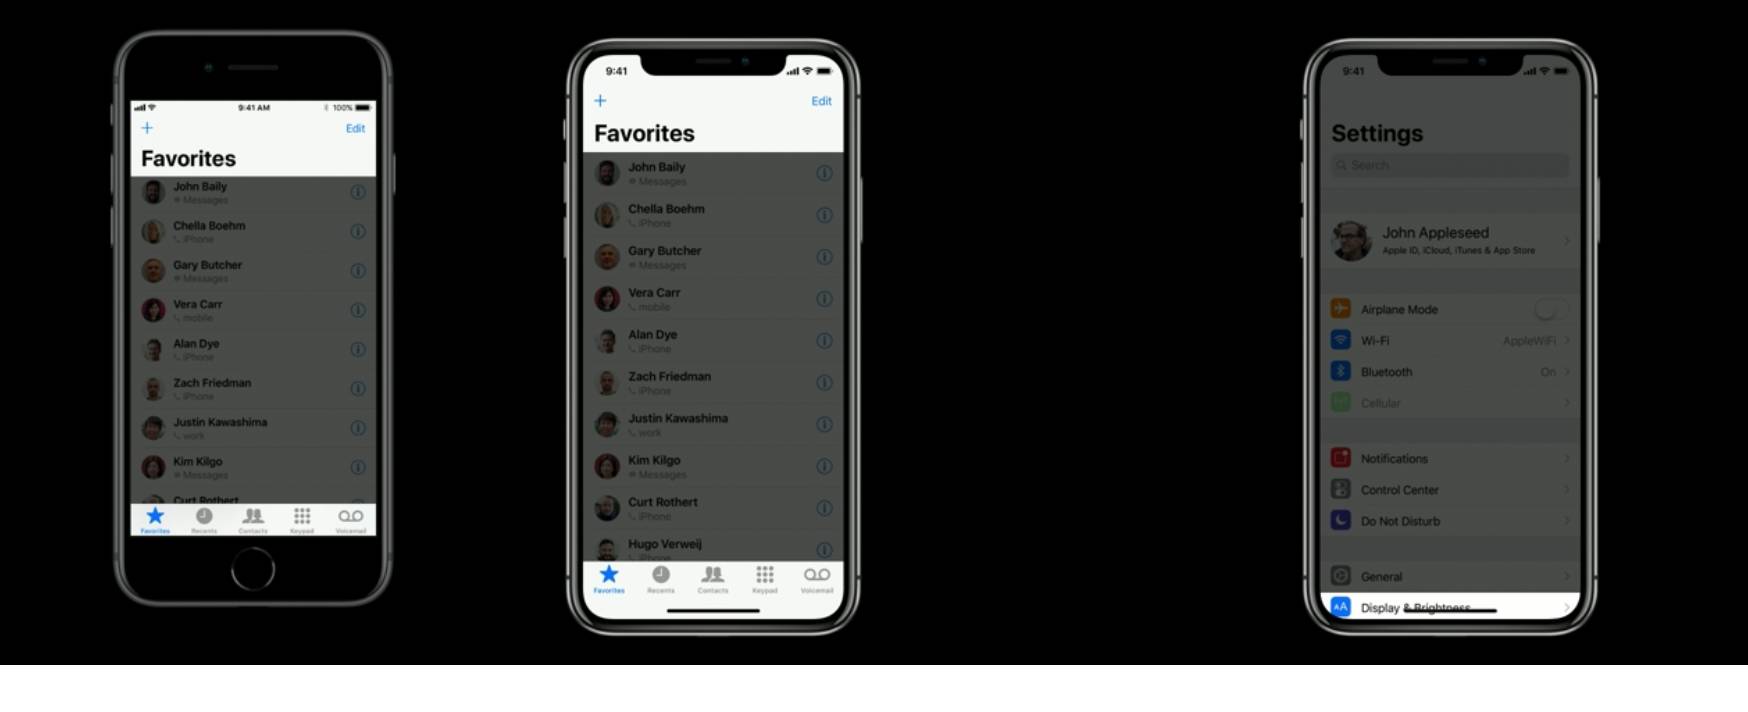 9:41 AM
100%
Edit
Favorites
John Baily
Messages
Chella Boehm
iPhone
Gary Butcher
Messages
Vera Carr
mobile
Alan Dye
iPhone
Zach Friedman
iPhone
Justin Kawashima
work
Kim Kilgo
Messages
Curt Rothert
Favorites Recents Contacts Keypad Voicemail
9:41
+ Edit
Favorites
John Baily
Messages
Chella Boehm
iPhone
Gary Butcher
Messages
Vera Carr
mobile
Alan Dye
iPhone
Zach Friedman
iPhone
Justin Kawashima
work
Kim Kilgo
Messages
Curt Rothert
iPhone
Hugo Verweij
iPhone
Favorites Recents Contacts Keypad Voicemail
9:41
Settings
Search
John Appleseed
Apple ID, iCloud, iTunes & App Store
Airplane Mode
Wi-Fi AppleWiFi
Bluetooth On
Cellular
Notifications
Control Center
Do Not Disturb
General
AA Display & Brightness